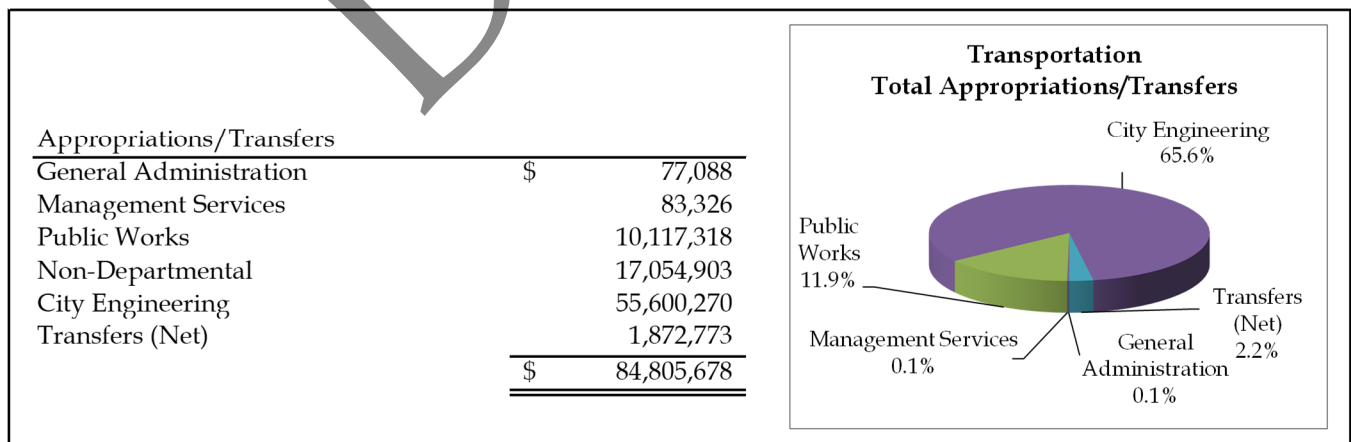 Appropriations/Transfers
General Administration $ 77,088
Management Services 83,326
Public Works 10,117,318
Non-Departmental 17,054,903
City Engineering 55,600,270
Transfers (Net) 1,872,773
$ 84,805,678
Transportation
Total Appropriations/Transfers
City Engineering
65.6%
Public
Works
11.9%
Management Services
0.1%
General
Administration
0.1%
Transfers
(Net)
2.2%